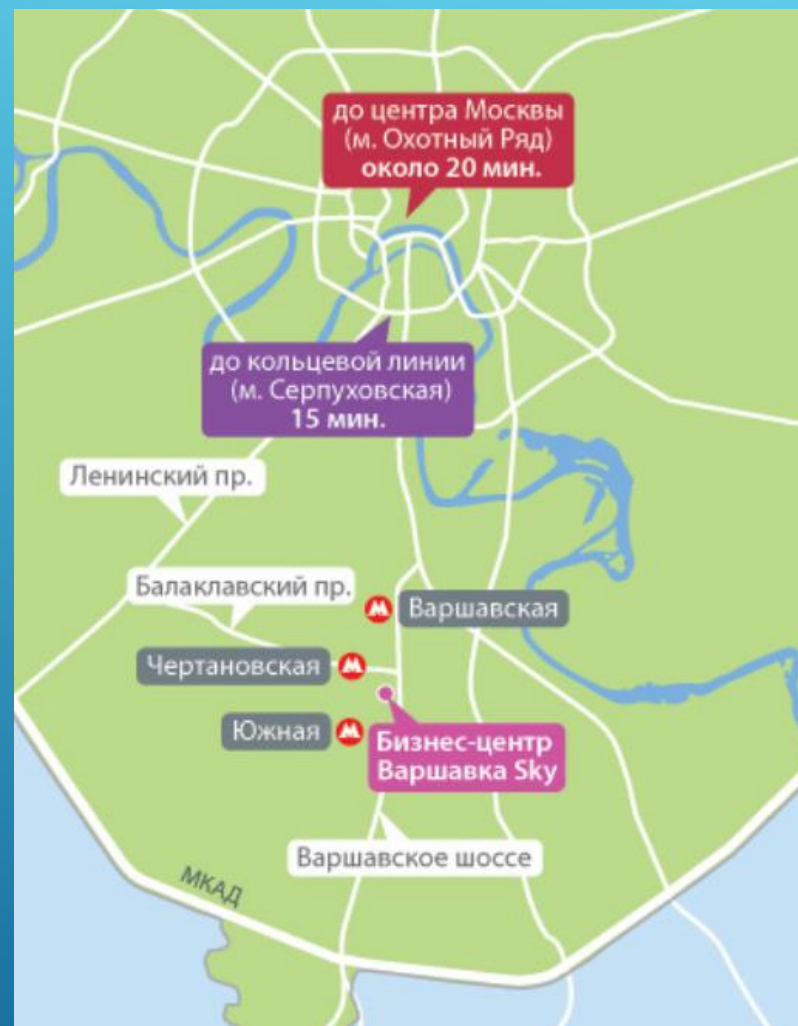 до центра Москвы
(м. Охотный Ряд)
около 20 мин.
до кольцевой линии
(м. Серпуховская)
15 мин.
Ленинский пр.
Балаклавский пр.
М Варшавская
Чертановская М
Южная М
Бизнес-центр
Варшавка Sky
Варшавское шоссе
МКАД